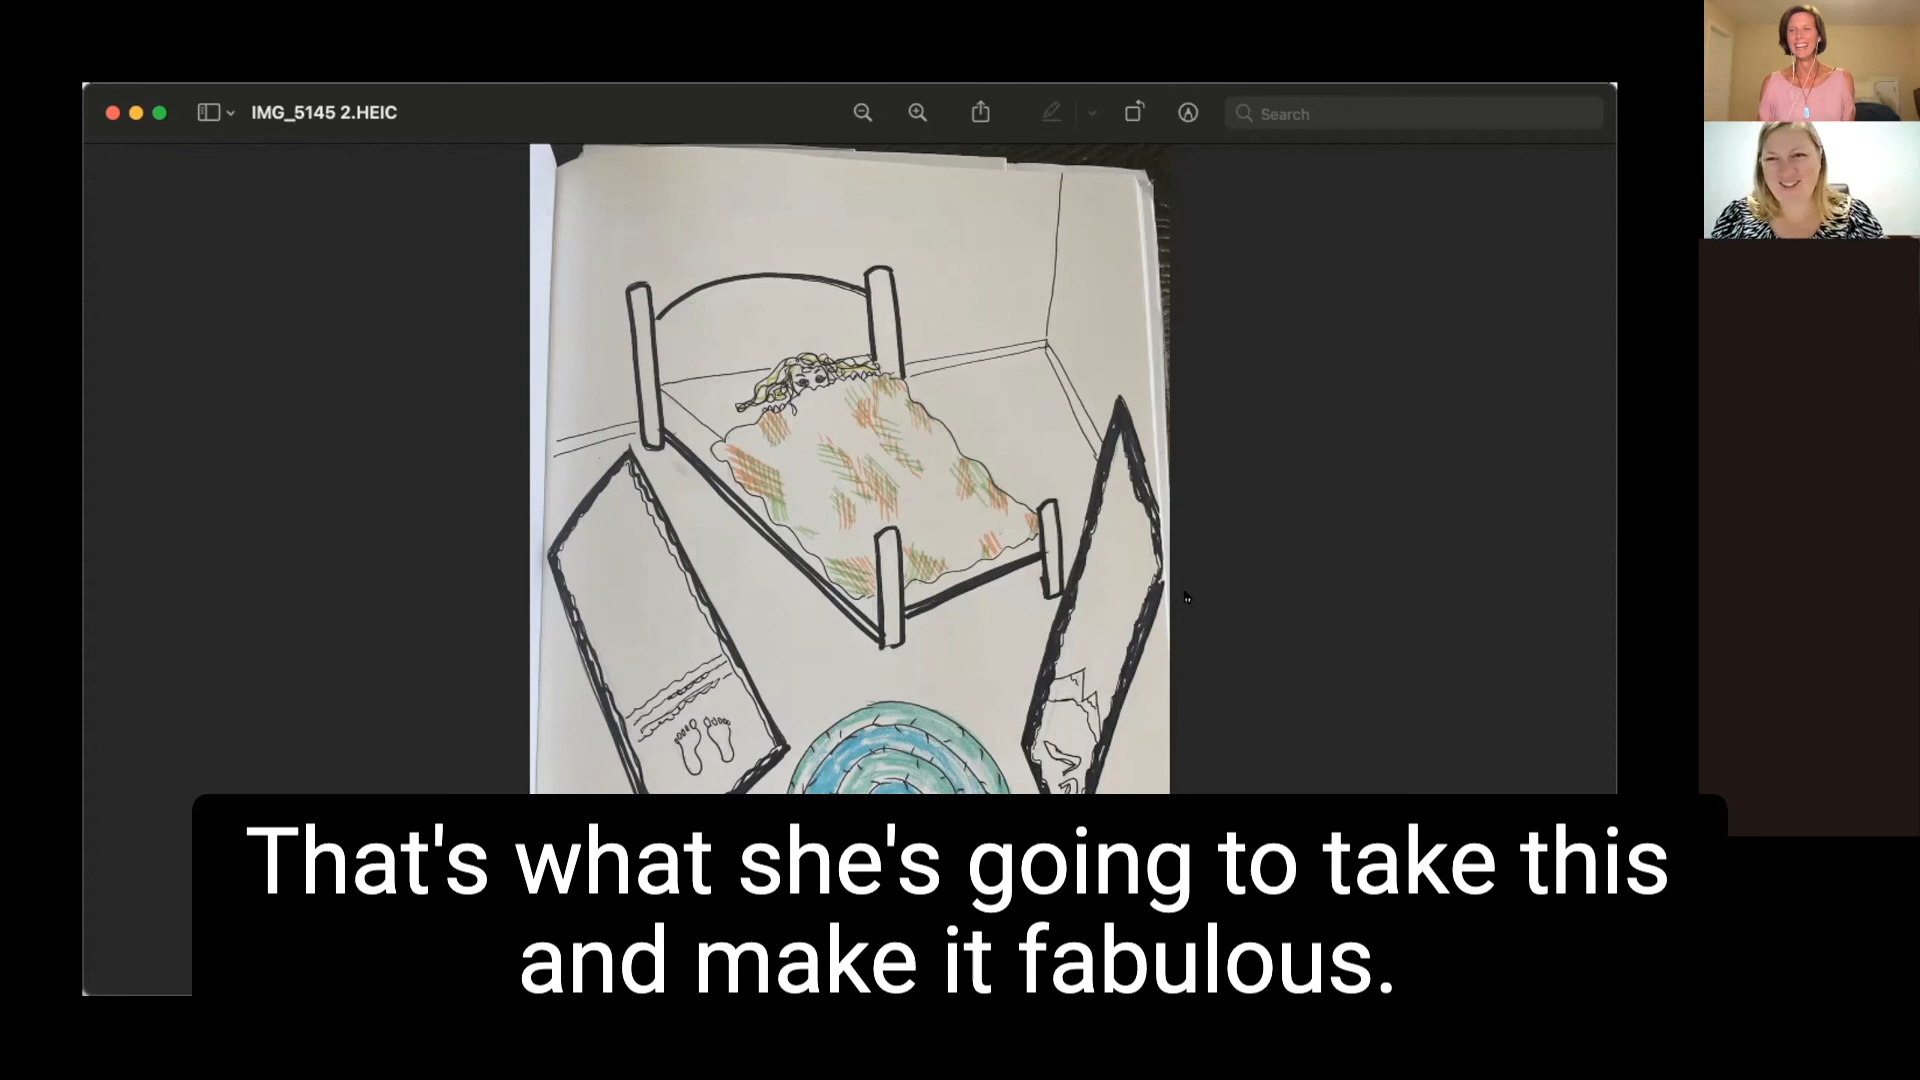 IMG_5145 2.HEIC
Search
That's what she's going to take this
and make it fabulous.